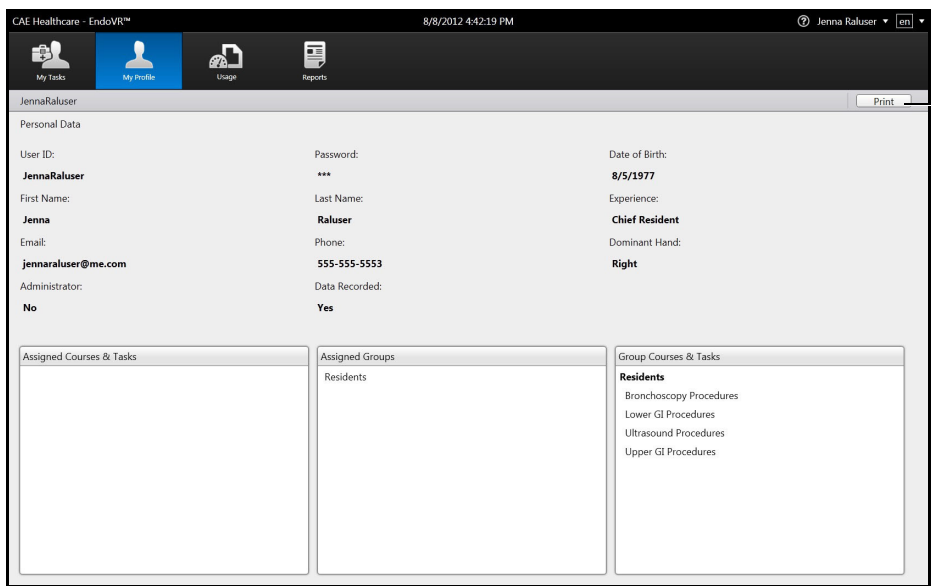 CAE Healthcare - EndoVR™ 8/8/2012 4:42:19 PM Jenna Raluser en
My Tasks My Profile Usage Reports
JennaRaluser Print
Personal Data
User ID: Password: Date of Birth:
JennaRaluser *** 8/5/1977
First Name: Last Name: Experience:
Jenna Raluser Chief Resident
Email: Phone: Dominant Hand:
jennaraluser@me.com 555-555-5553 Right
Administrator: Data Recorded:
No Yes
Assigned Courses & Tasks Assigned Groups Group Courses & Tasks
Residents Residents
Bronchoscopy Procedures
Lower GI Procedures
Ultrasound Procedures
Upper GI Procedures